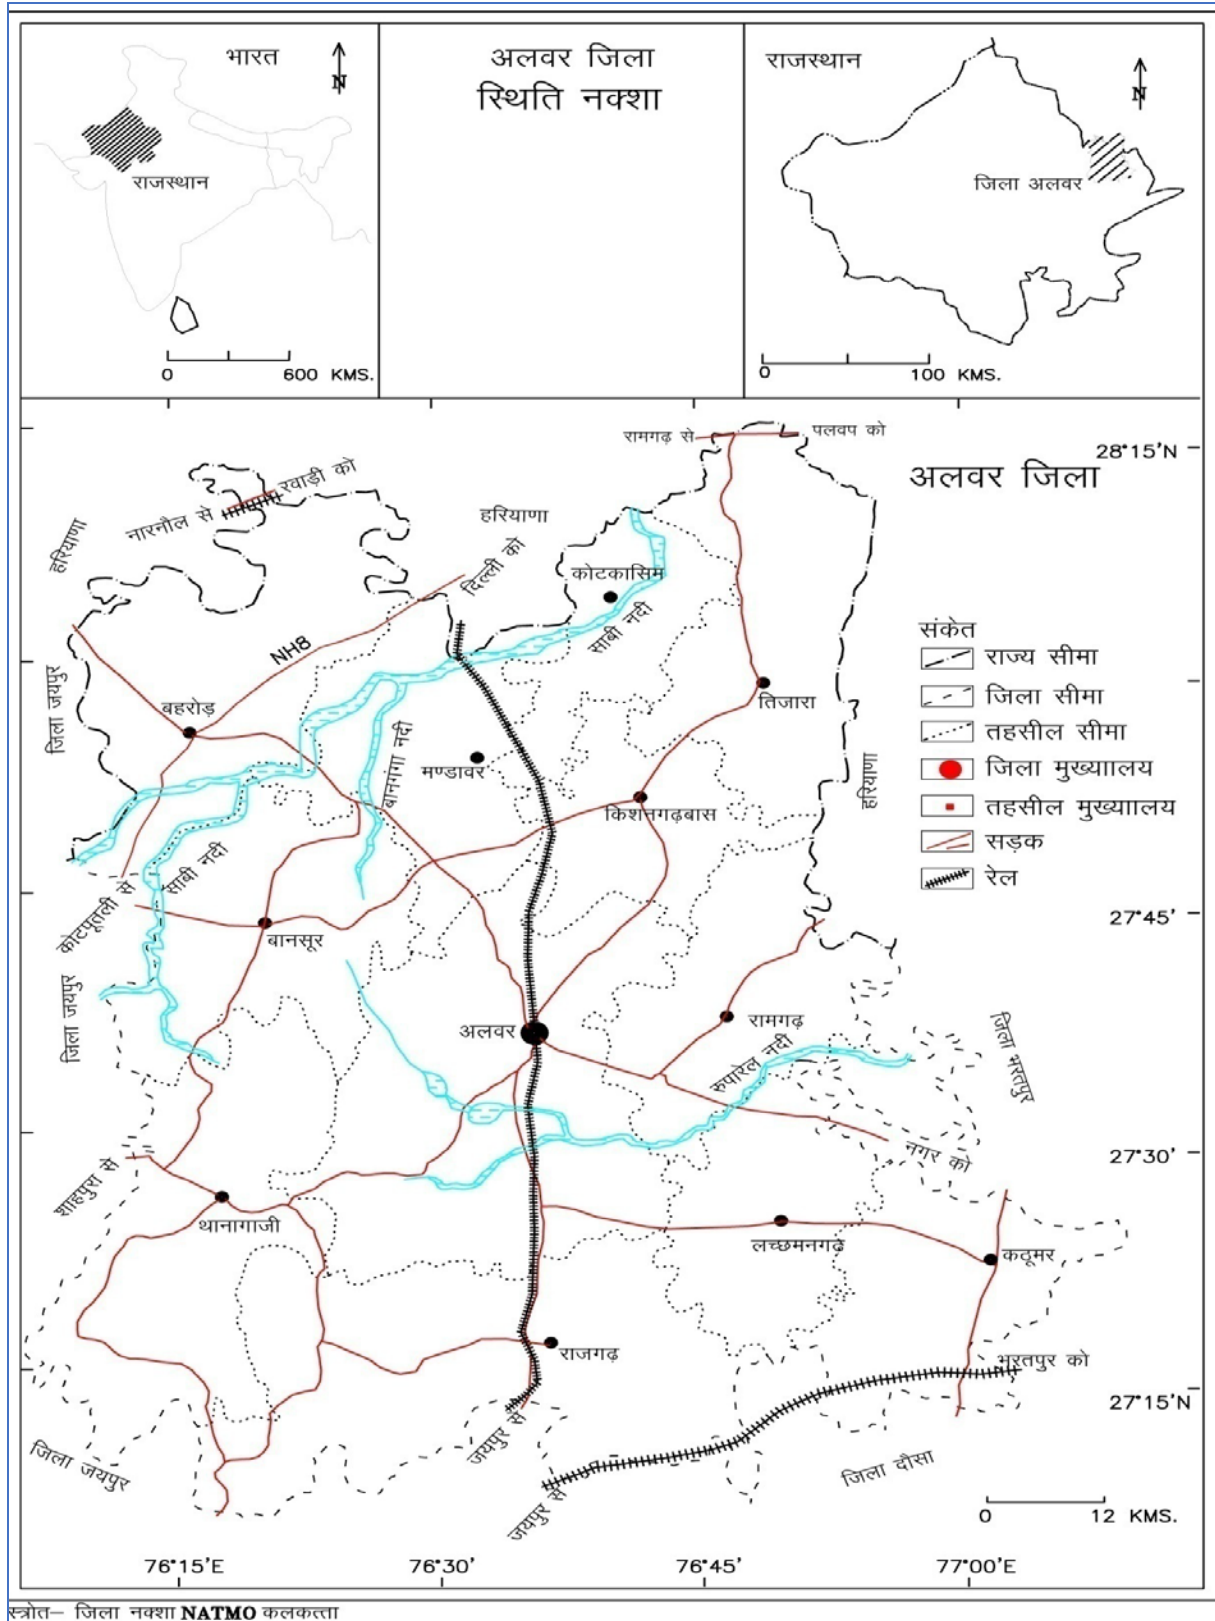 भारत
N
राजस्थान
0 600 KMS.
अलवर जिला
स्थिति नक्शा
राजस्थान
N
जिला अलवर
0 100 KMS.
रामगढ़ से
पलवप को
28°15'N
अलवर जिला
रवाड़ी को
नारनौल से
हरियाणा
हरियाणा
दिल्ली को
कोटकासिम
साबी नदी
NH8
संकेत
राज्य सीमा
जिला सीमा
तहसील सीमा
जिला मुख्याालय
तहसील मुख्याालय
सड़क
रेल
जिला जयपुर
बहरोड़
तिजारा
बानगंगा नदी
मण्डावर
हरियाणा
किशनगढ़बास
साबी नदी
कोटपूतली से
27°45'
बानसूर
जिला जयपुर
अलवर
रामगढ़
रुपारेल नदी
जिला भरतपुर
नगर को
27°30'
शाहपुरा से
थानागाजी
लच्छमनगढ
कठूमर
राजगढ़
भरतपुर को
27°15'N
जयपुर से
जिला जयपुर
जयपुर से
जिला दौसा
0 12 KMS.
76°15'E 76°30' 76°45' 77°00'E
स्त्रोत– जिला नक्शा NATMO कलकत्ता